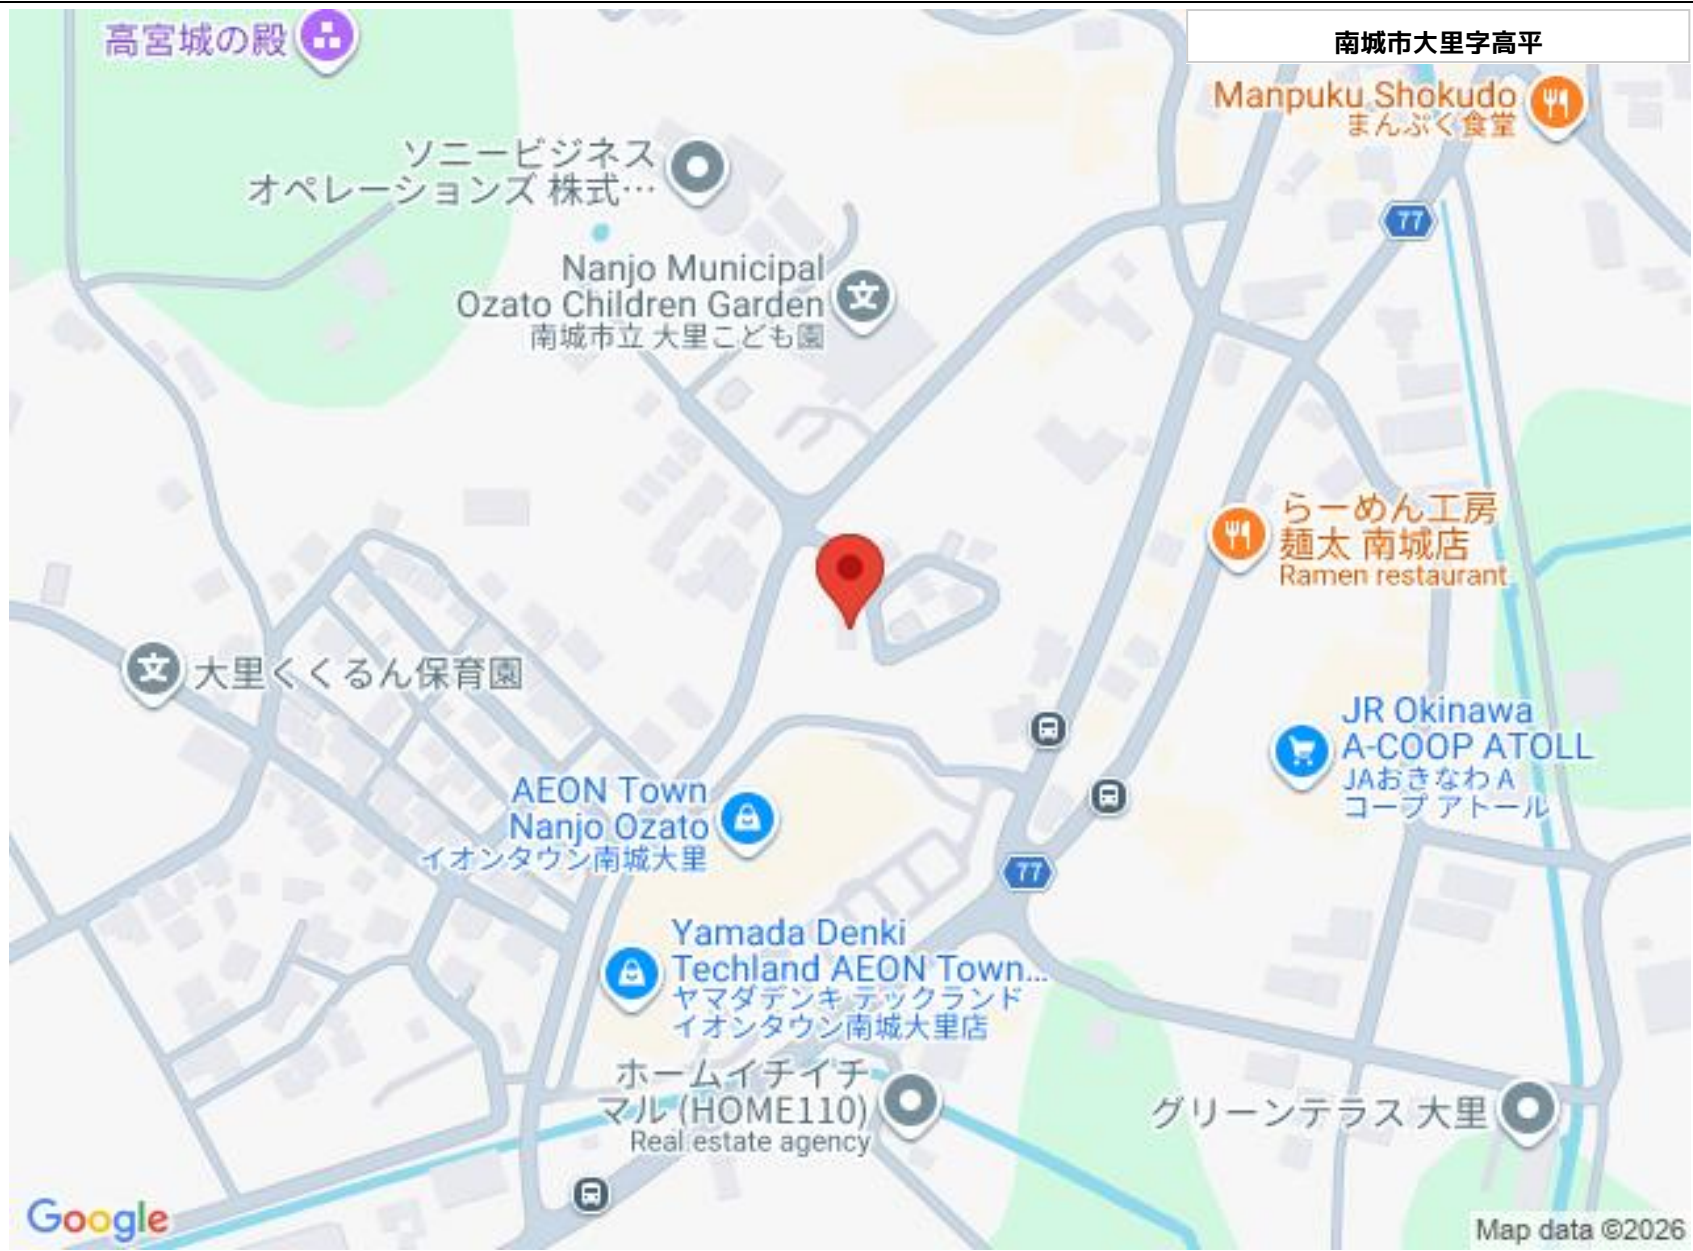 南城市大里字高平
高宮城の殿
Manpuku Shokudo
まんぷく食堂
ソニービジネス
オペレーションズ 株式…
77
Nanjo Municipal
Ozato Children Garden
南城市立 大里こども園
らーめん工房
麺太 南城店
Ramen restaurant
大里くくるん保育園
JR Okinawa
A-COOP ATOLL
JAおきなわ A
コープ アトール
AEON Town
Nanjo Ozato
イオンタウン南城大里
77
Yamada Denki
Techland AEON Town...
ヤマダデンキ テックランド
イオンタウン南城大里店
ホームイチイチ
マル (HOME110)
Real estate agency
グリーンテラス 大里
Google
Map data ©2026